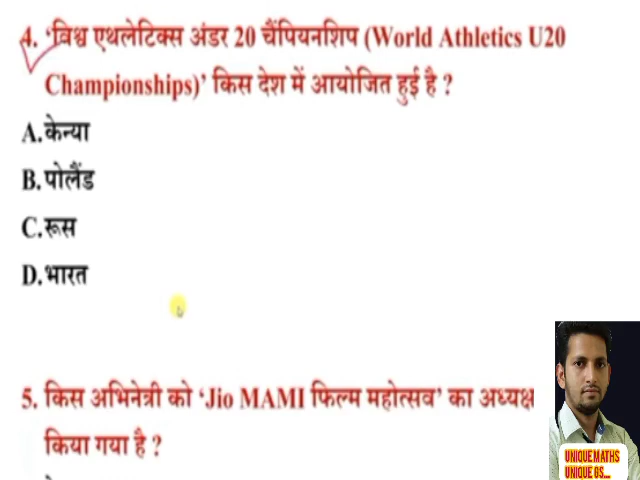 4. ‘विश्व एथलेटिक्स अंडर 20 चैंपियनशिप (World Athletics U20
Championships)’ किस देश में आयोजित हुई है ?
A.केन्या
B.पोलैंड
C.रूस
D.भारत
5. किस अभिनेत्री को ‘Jio MAMI फिल्म महोत्सव’ का अध्यक्ष
किया गया है ?
UNIQUE MATHS
UNIQUE GS....